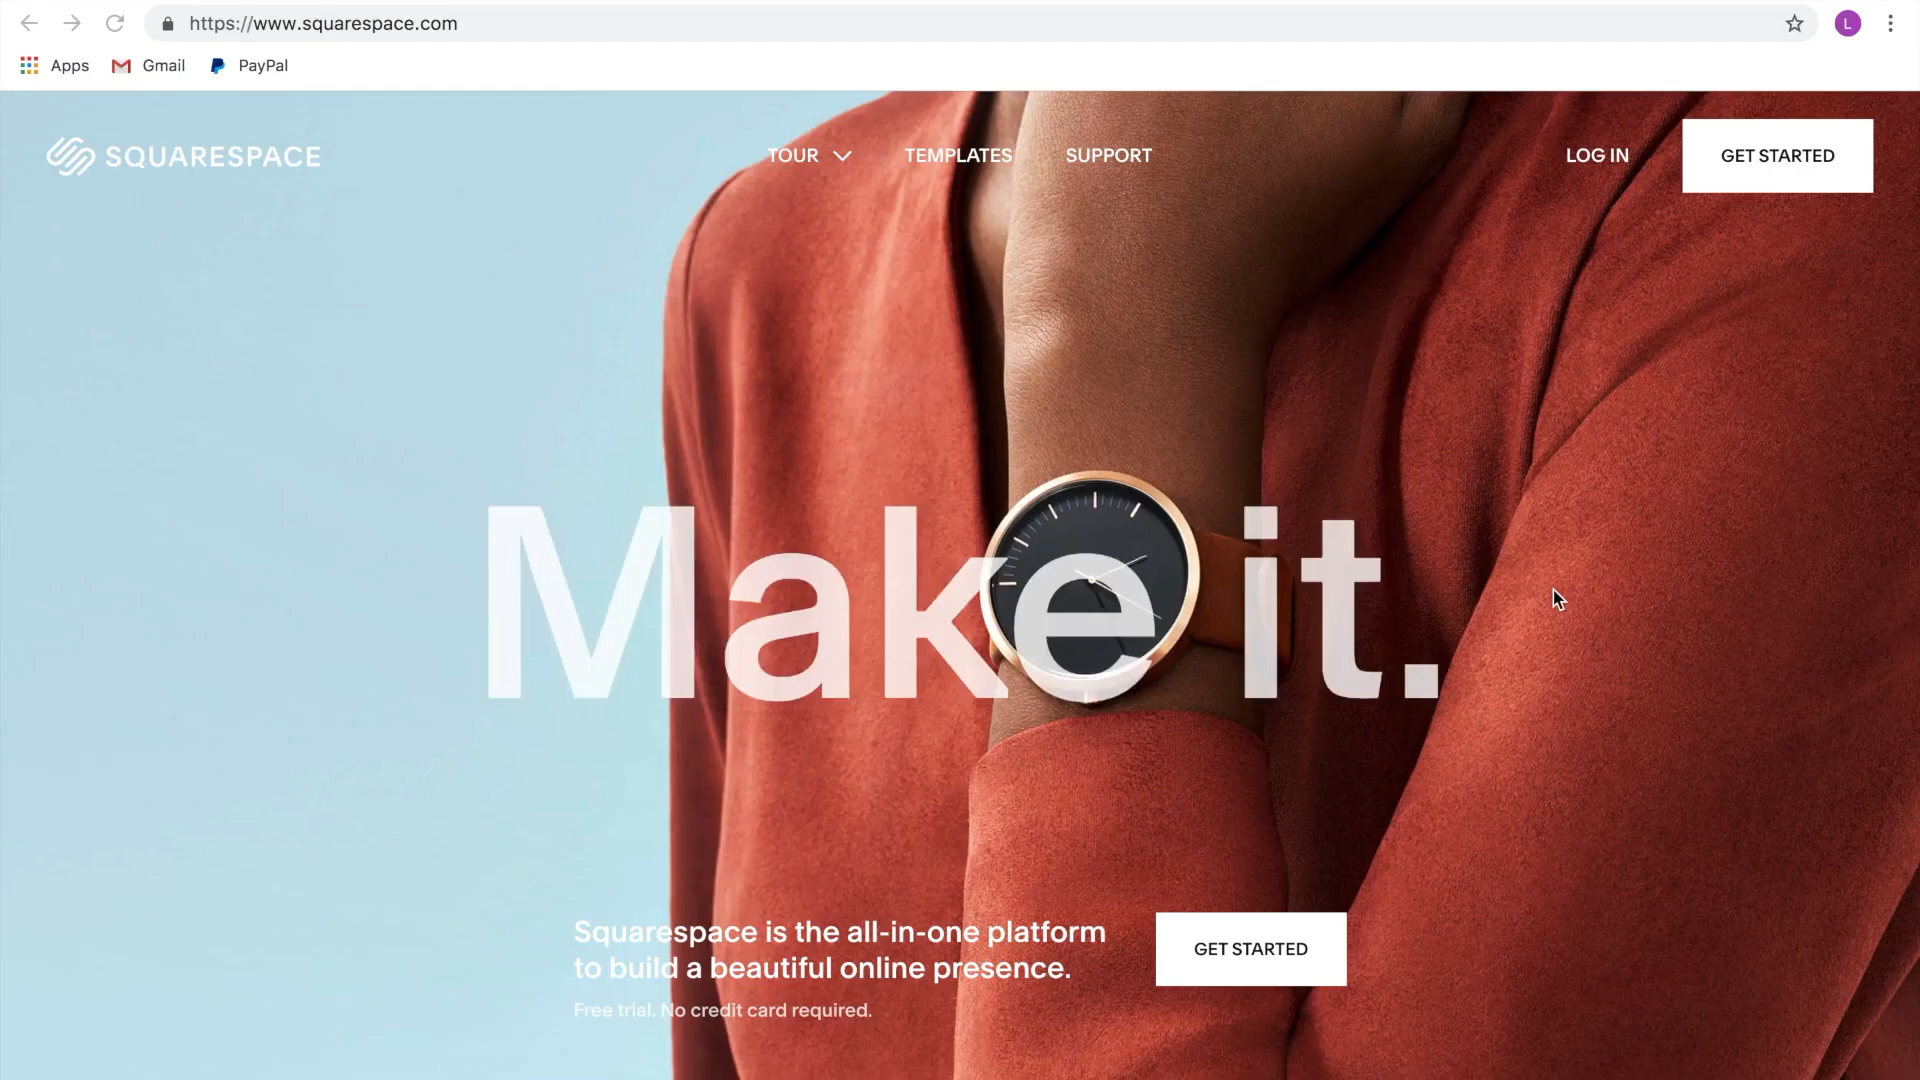 https://www.squarespace.com
L
Apps
Gmail
PayPal
SQUARESPACE
TOUR
TEMPLATES
SUPPORT
LOG IN
GET STARTED
Make it.
Squarespace is the all-in-one platform
to build a beautiful online presence.
Free trial. No credit card required.
GET STARTED